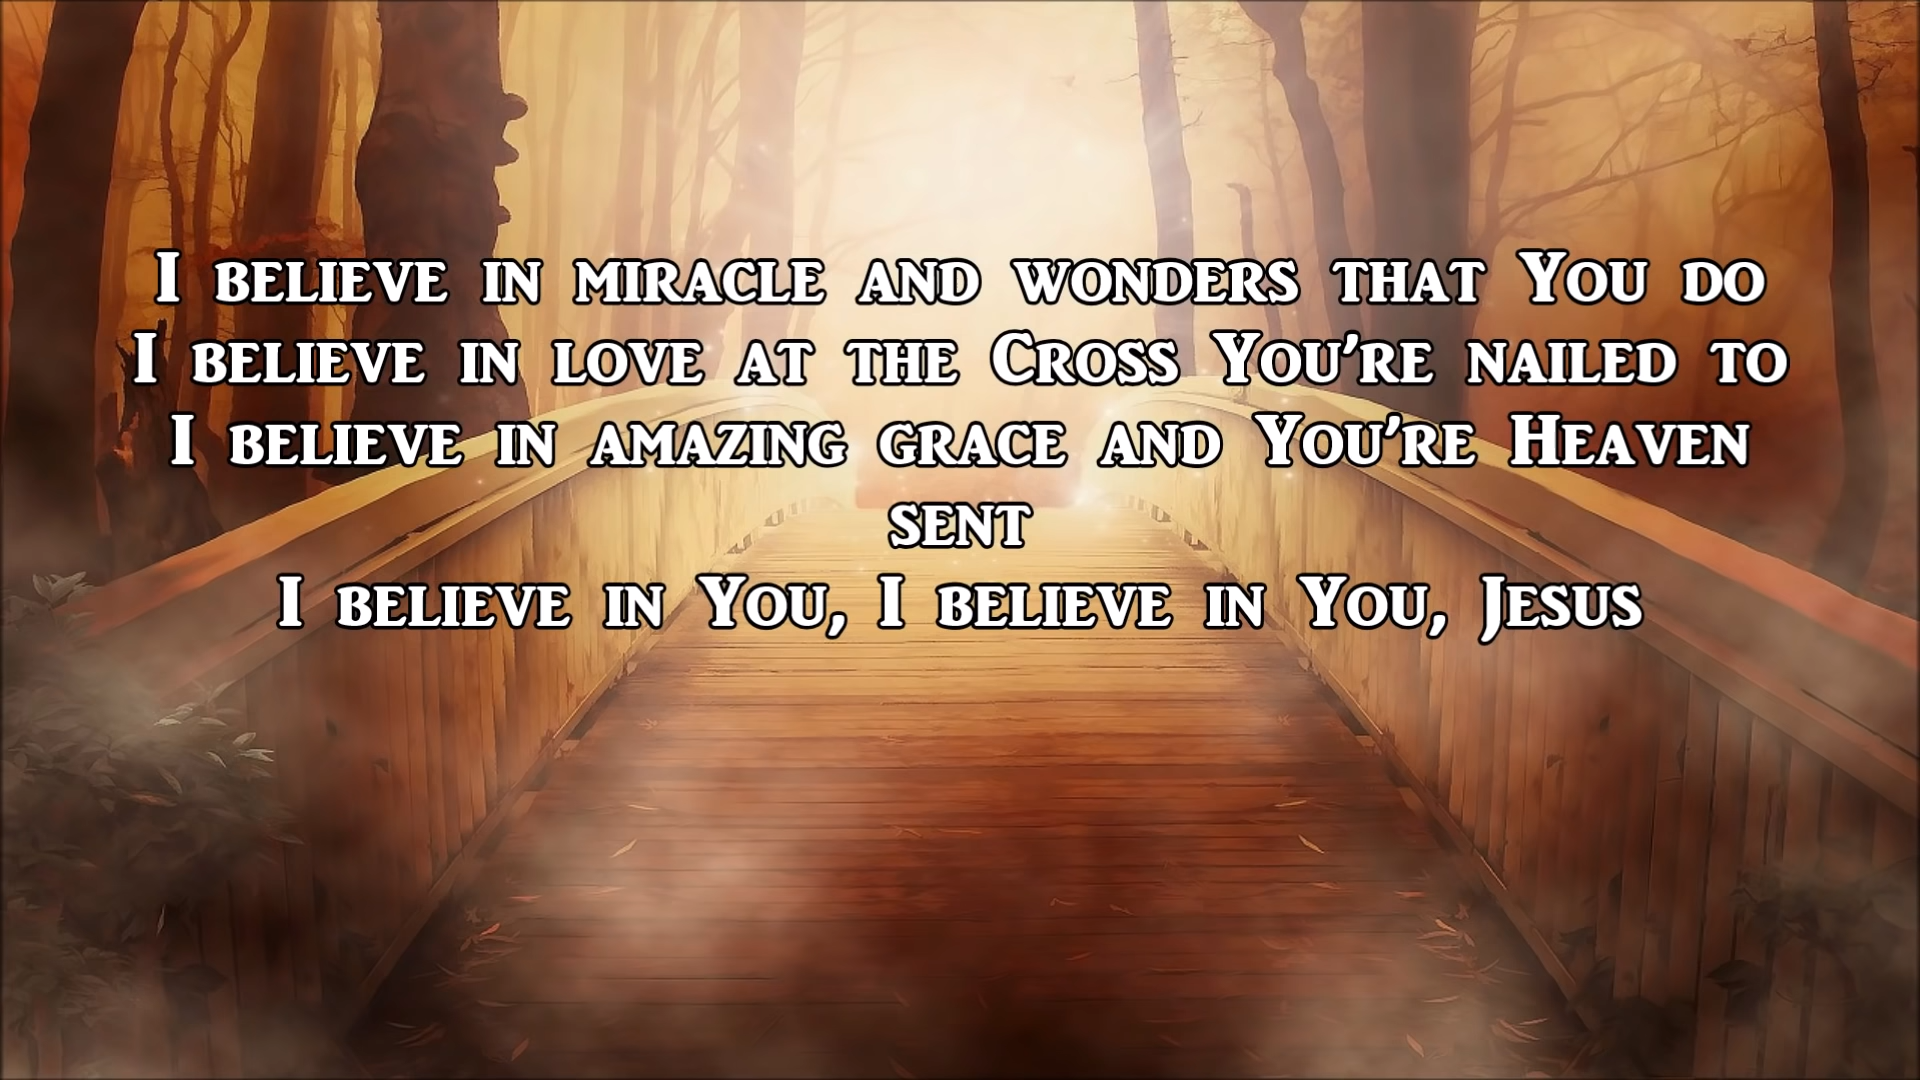 I believe in miracle and wonders that You do
I believe in love at the Cross You're nailed to
I believe in amazing grace and You're Heaven
sent
I believe in You, I believe in You, Jesus